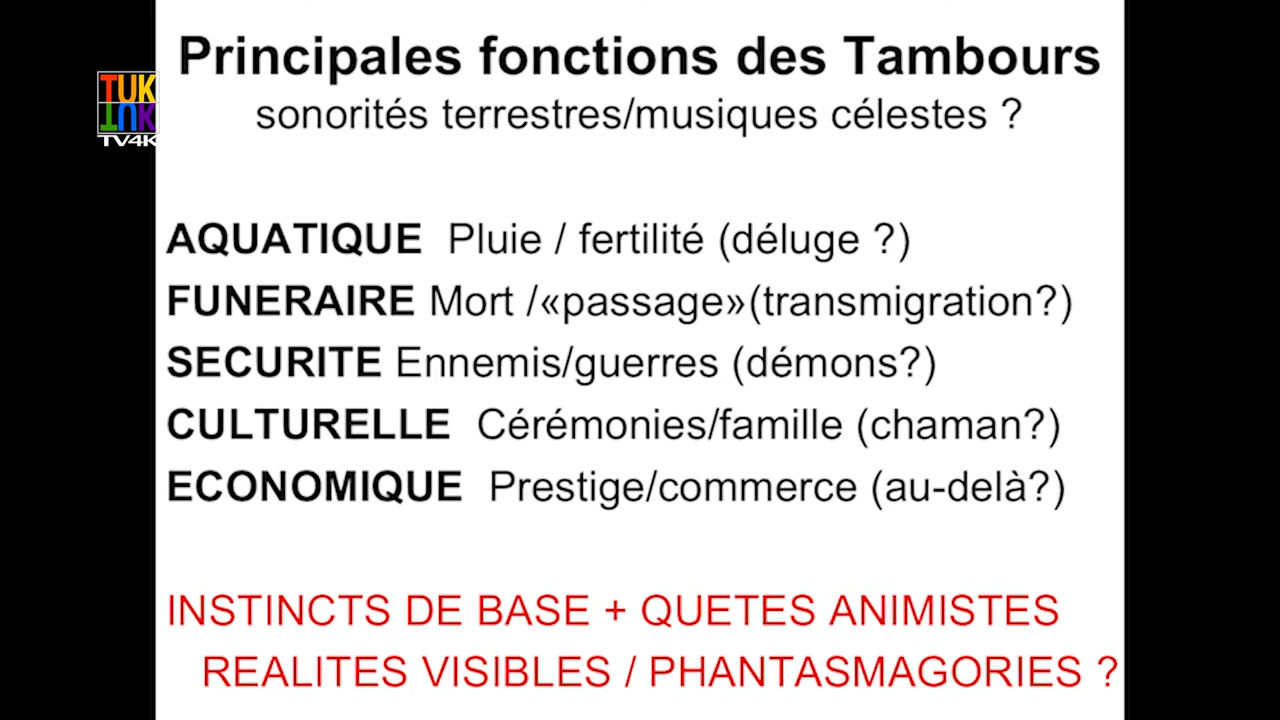 Principales fonctions des Tambours
sonorités terrestres/musiques célestes ?
TUK
TUK
TV4K
AQUATIQUE Pluie / fertilité (déluge ?)
FUNERAIRE Mort /«passage»(transmigration?)
SECURITE Ennemis/guerres (démons?)
CULTURELLE Cérémonies/famille (chaman?)
ECONOMIQUE Prestige/commerce (au-delà?)
INSTINCTS DE BASE + QUETES ANIMISTES
REALITES VISIBLES / PHANTASMAGORIES ?